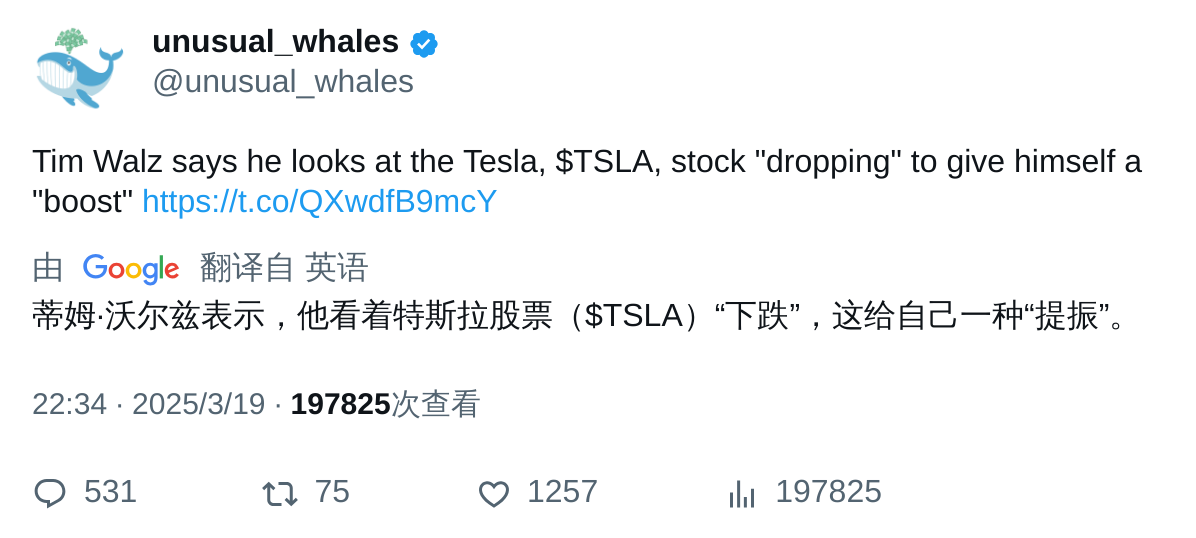 unusual_whales
@unusual_whales
Tim Walz says he looks at the Tesla, $TSLA, stock "dropping" to give himself a
"boost" https://t.co/QXwdfB9mcY
由 Google 翻译自 英语
蒂姆·沃尔兹表示，他看着特斯拉股票（$TSLA）“下跌”，这给自己一种“提振”。
22:34 · 2025/3/19 · 197825次查看
531 75 1257 197825